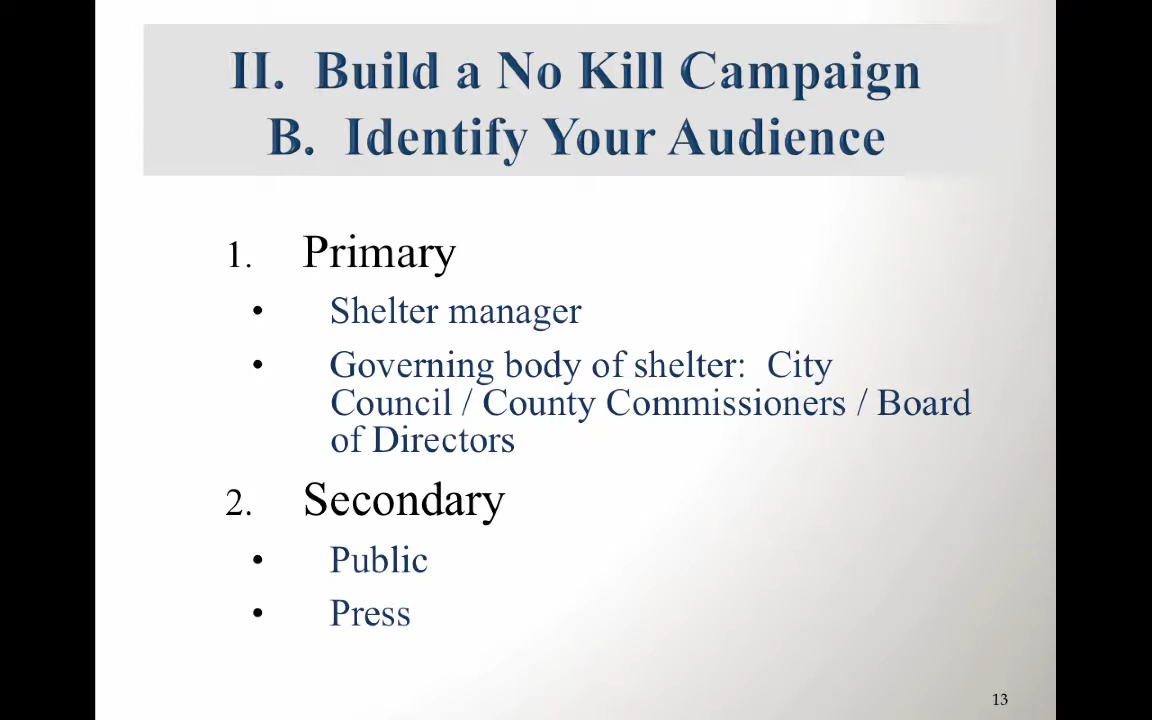 II. Build a No Kill Campaign
B. Identify Your Audience
1. Primary
• Shelter manager
• Governing body of shelter: City
Council / County Commissioners / Board
of Directors
2. Secondary
• Public
• Press
13